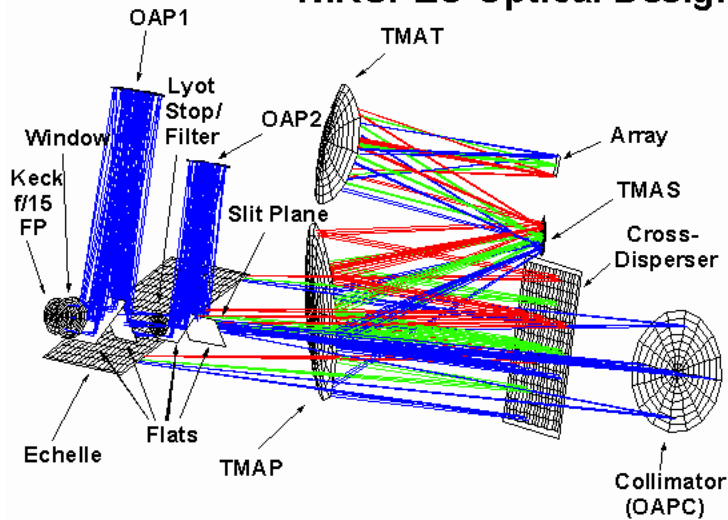 Optical Design
OAP1
TMAT
Lyot
Stop/
Filter
OAP2
Window
Array
Keck
f/15
FP
TMAS
Slit Plane
Cross-
Disperser
Echelle
Flats
TMAP
Collimator
(OAPC)